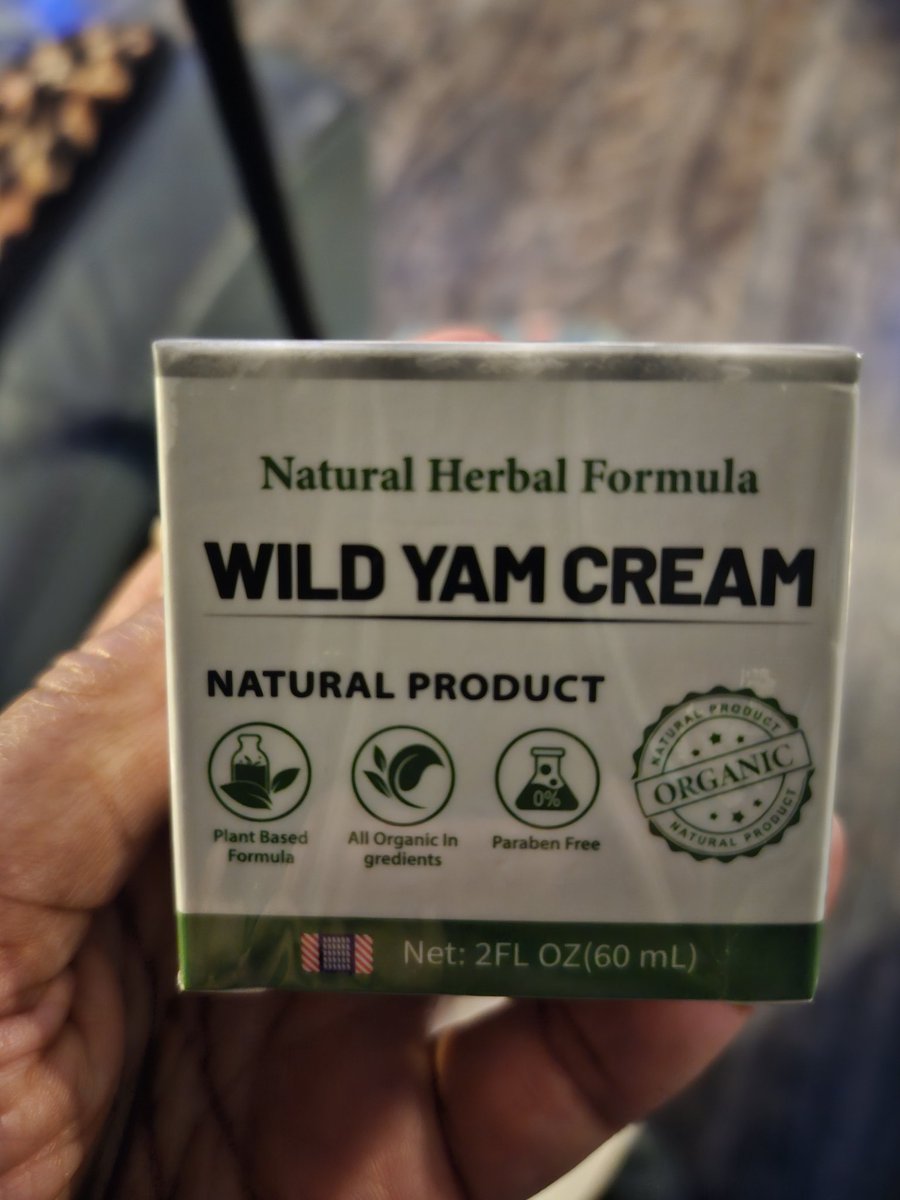 Natural Herbal Formula
WILD YAM CREAM
NATURAL PRODUCT
Plant Based
Formula
All Organic In
gredients
0%
Paraben Free
NATURAL PRODUCT
ORGANIC
NATURAL PRODUCT
Net: 2FL OZ(60 mL)